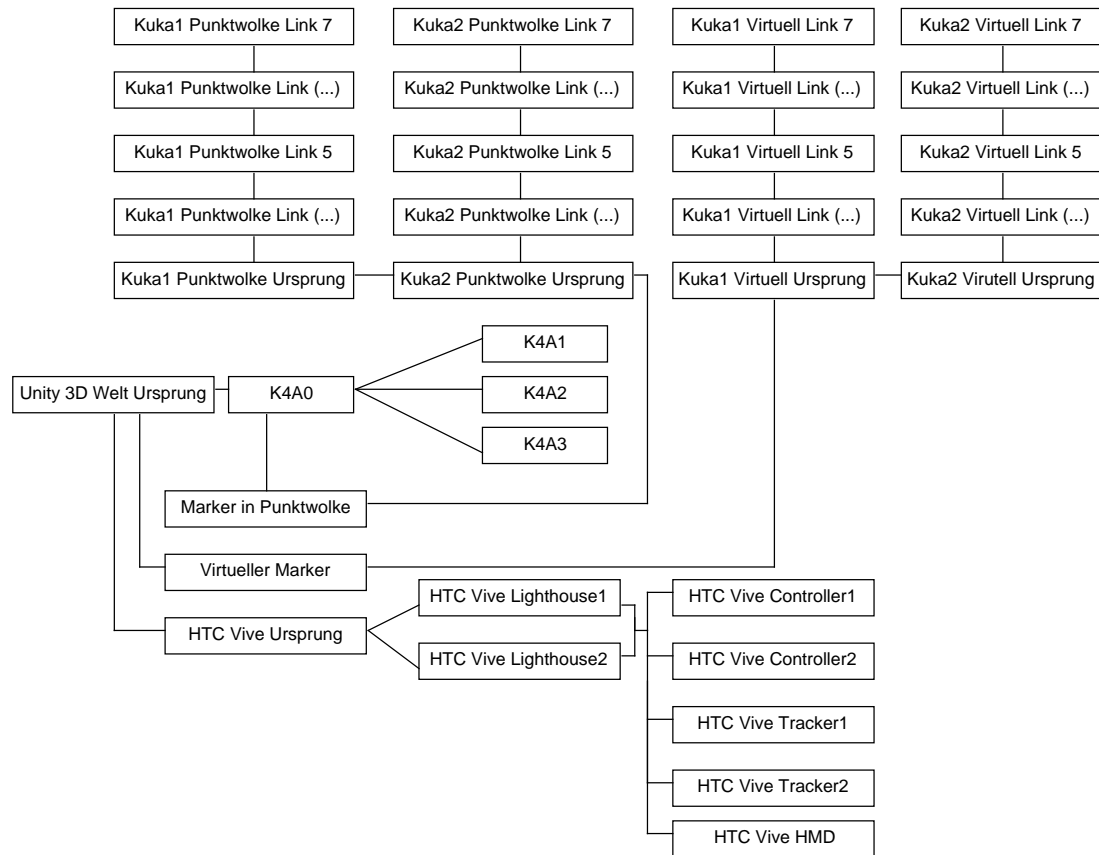 Kuka1 Punktwolke Link 7
Kuka2 Punktwolke Link 7
Kuka1 Virtuell Link 7
Kuka2 Virtuell Link 7
Kuka1 Punktwolke Link (...)
Kuka2 Punktwolke Link (...)
Kuka1 Virtuell Link (...)
Kuka2 Virtuell Link (...)
Kuka1 Punktwolke Link 5
Kuka2 Punktwolke Link 5
Kuka1 Virtuell Link 5
Kuka2 Virtuell Link 5
Kuka1 Punktwolke Link (...)
Kuka2 Punktwolke Link (...)
Kuka1 Virtuell Link (...)
Kuka2 Virtuell Link (...)
Kuka1 Punktwolke Ursprung
Kuka2 Punktwolke Ursprung
Kuka1 Virtuell Ursprung
Kuka2 Virutell Ursprung
K4A1
Unity 3D Welt Ursprung
K4A0
K4A2
K4A3
Marker in Punktwolke
Virtueller Marker
HTC Vive Lighthouse1
HTC Vive Controller1
HTC Vive Ursprung
HTC Vive Lighthouse2
HTC Vive Controller2
HTC Vive Tracker1
HTC Vive Tracker2
HTC Vive HMD